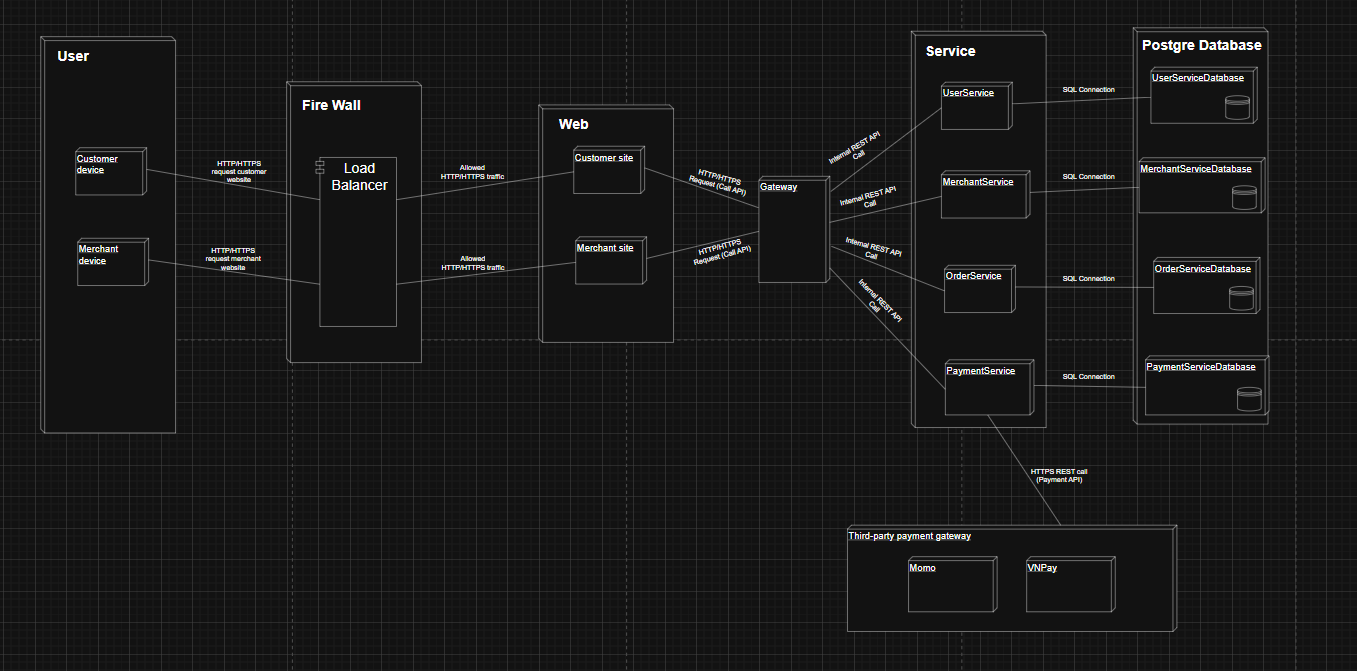 User
Customer
device
Merchant
device
HTTP/HTTPS
request customer
website
HTTP/HTTPS
request merchant
website
Fire Wall
Load
Balancer
Allowed
HTTP/HTTPS traffic
Allowed
HTTP/HTTPS traffic
Web
Customer site
Merchant site
HTTP/HTTPS
Request (Call API)
HTTP/HTTPS
Request (Call API)
Gateway
Internal REST API
Call
Internal REST API
Call
Internal REST API
Call
Internal REST API
Call
Service
UserService
MerchantService
OrderService
PaymentService
SQL Connection
SQL Connection
SQL Connection
SQL Connection
Postgre Database
UserServiceDatabase
MerchantServiceDatabase
OrderServiceDatabase
PaymentServiceDatabase
HTTPS REST call
(Payment API)
Third-party payment gateway
Momo
VNPay